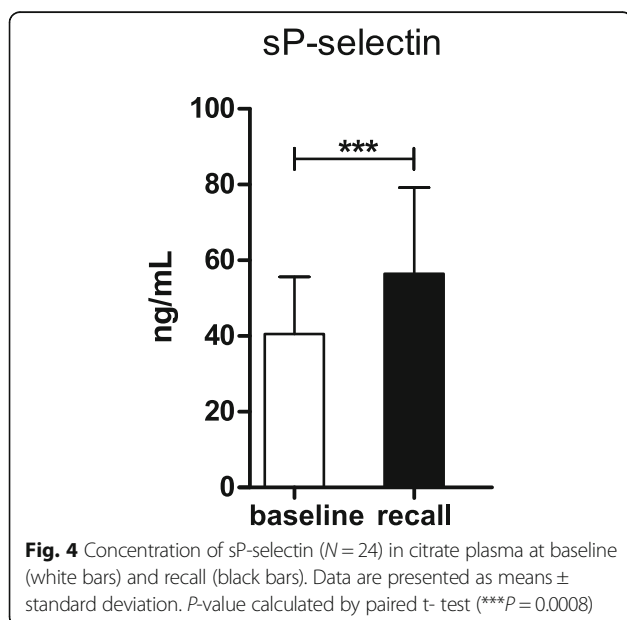 sP-selectin
100
80
60
40
20
0
ng/mL
***
baseline recall
Fig. 4 Concentration of sP-selectin (N = 24) in citrate plasma at baseline
(white bars) and recall (black bars). Data are presented as means ±
standard deviation. P-value calculated by paired t- test (***P = 0.0008)